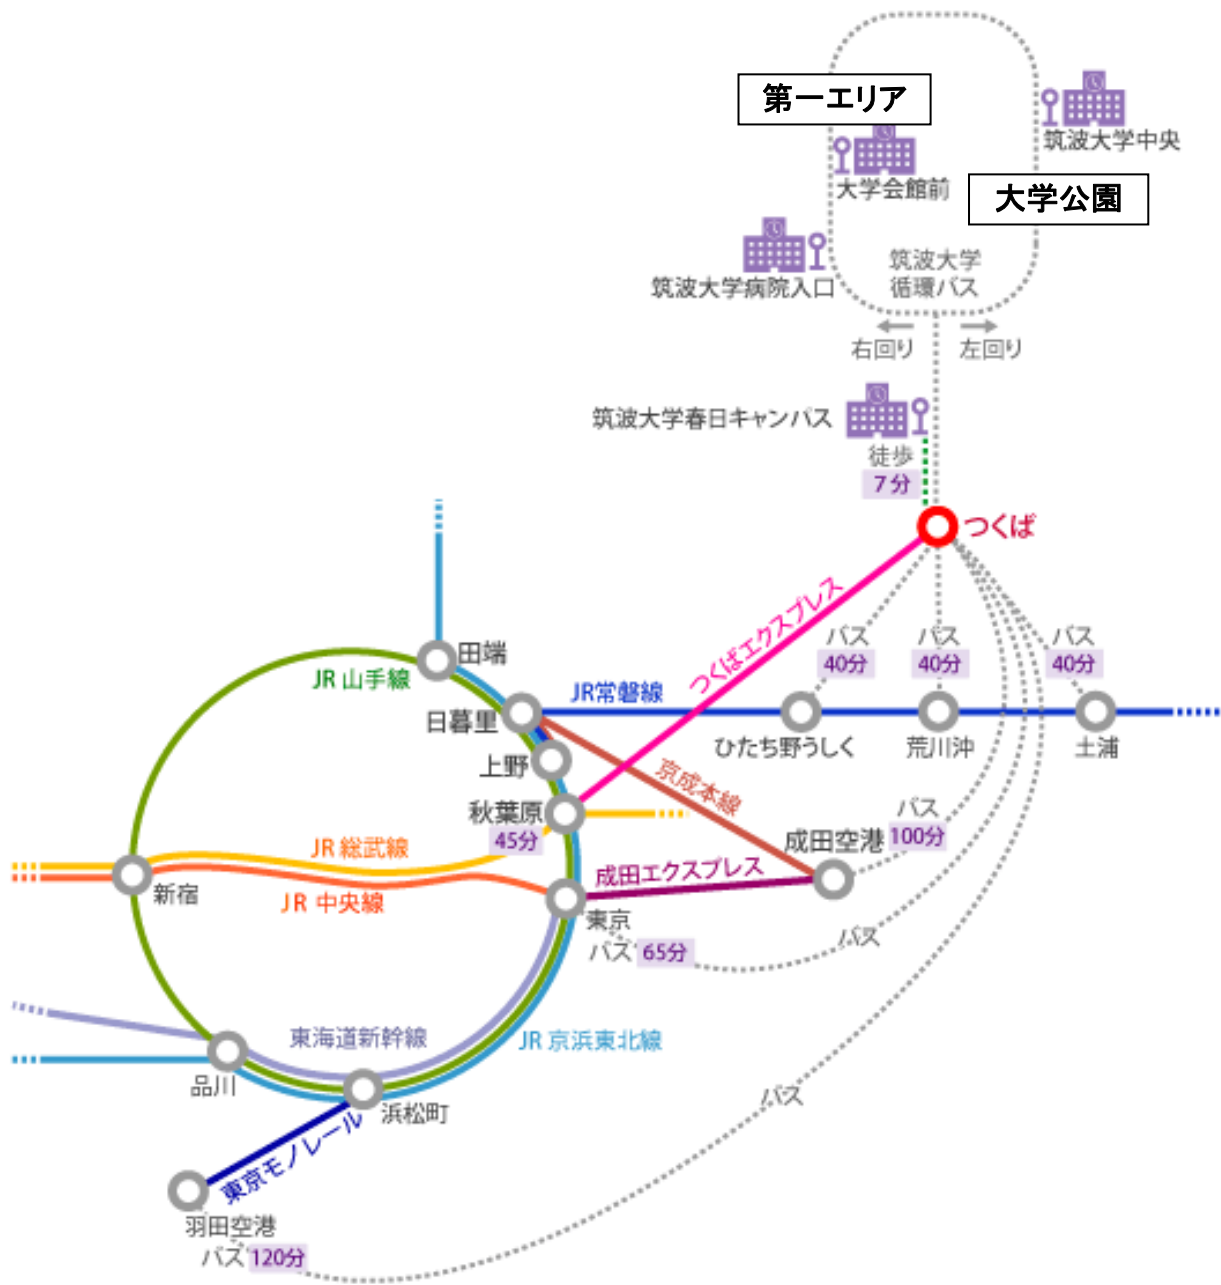 第一エリア
筑波大学中央
大学会館前
大学公園
筑波大学
循環バス
筑波大学病院入口
右回り
左回り
筑波大学春日キャンパス
徒歩
7分
つくば
つくばエクスプレス
バス
40分
バス
40分
バス
40分
田端
JR 山手線
日暮里
JR常磐線
ひたち野うしく
荒川沖
土浦
上野
京成本線
秋葉原
45分
バス
100分
成田空港
JR 総武線
成田エクスプレス
新宿
JR 中央線
東京
バス 65分
バス
東海道新幹線
JR 京浜東北線
品川
浜松町
バス
東京モノレール
羽田空港
バス 120分